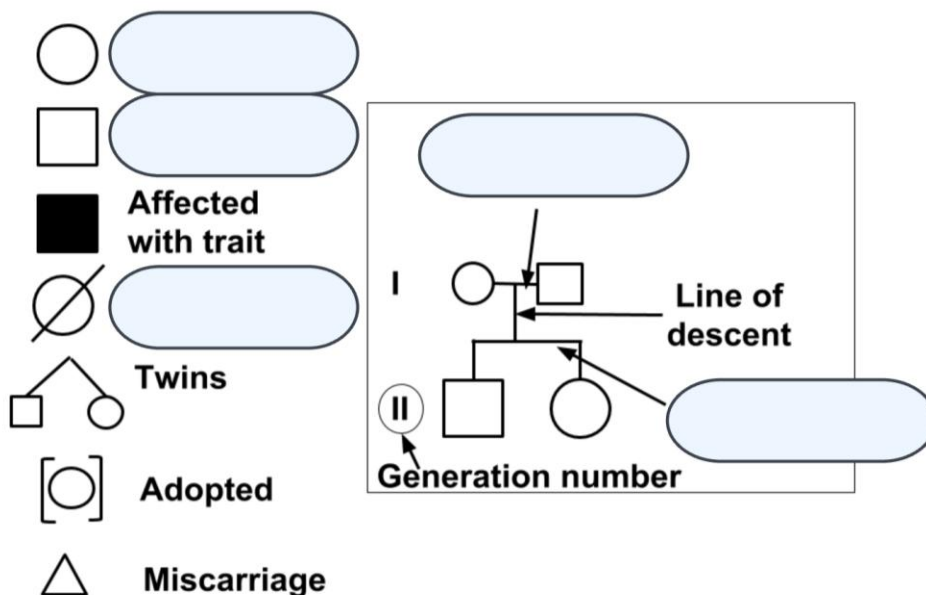 Affected
with trait
I
Line of
descent
Twins
II
Generation number
Adopted
Miscarriage